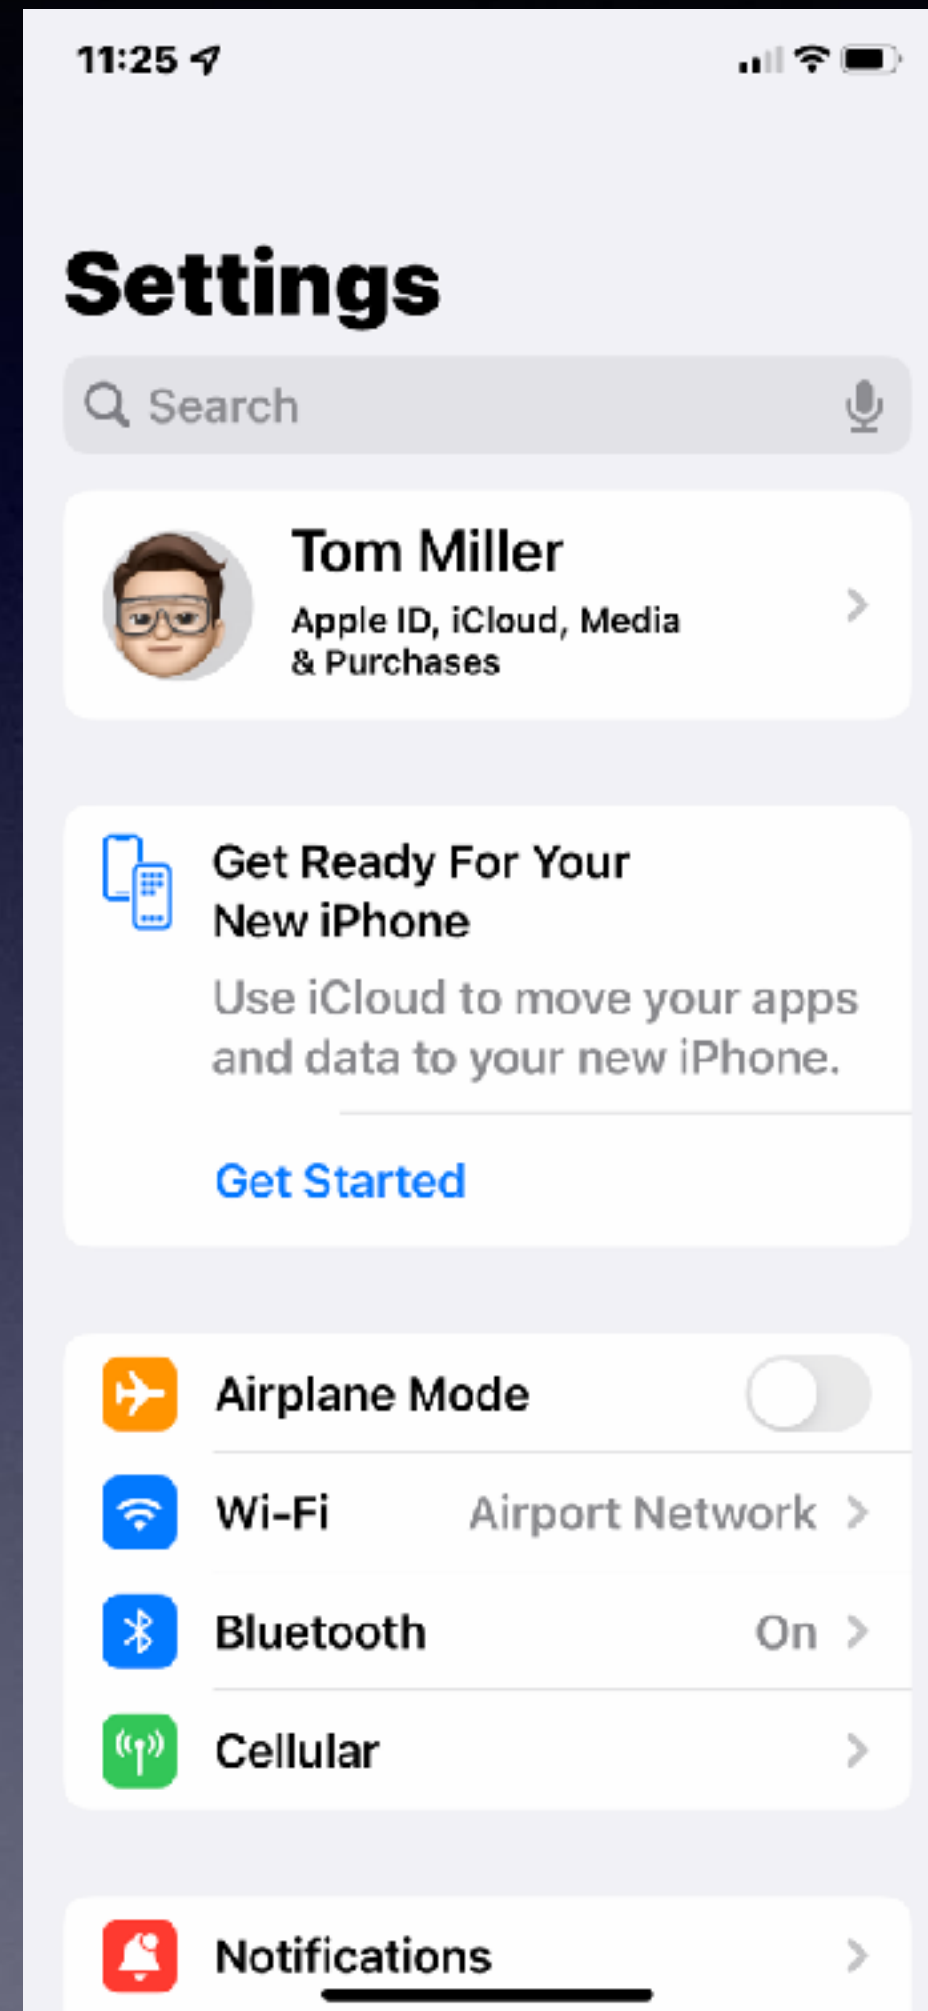 11:25
Settings
Search
Tom Miller
Apple ID, iCloud, Media
& Purchases
Get Ready For Your
New iPhone
Use iCloud to move your apps
and data to your new iPhone.
Get Started
Airplane Mode
Wi-Fi Airport Network
Bluetooth On
Cellular
Notifications